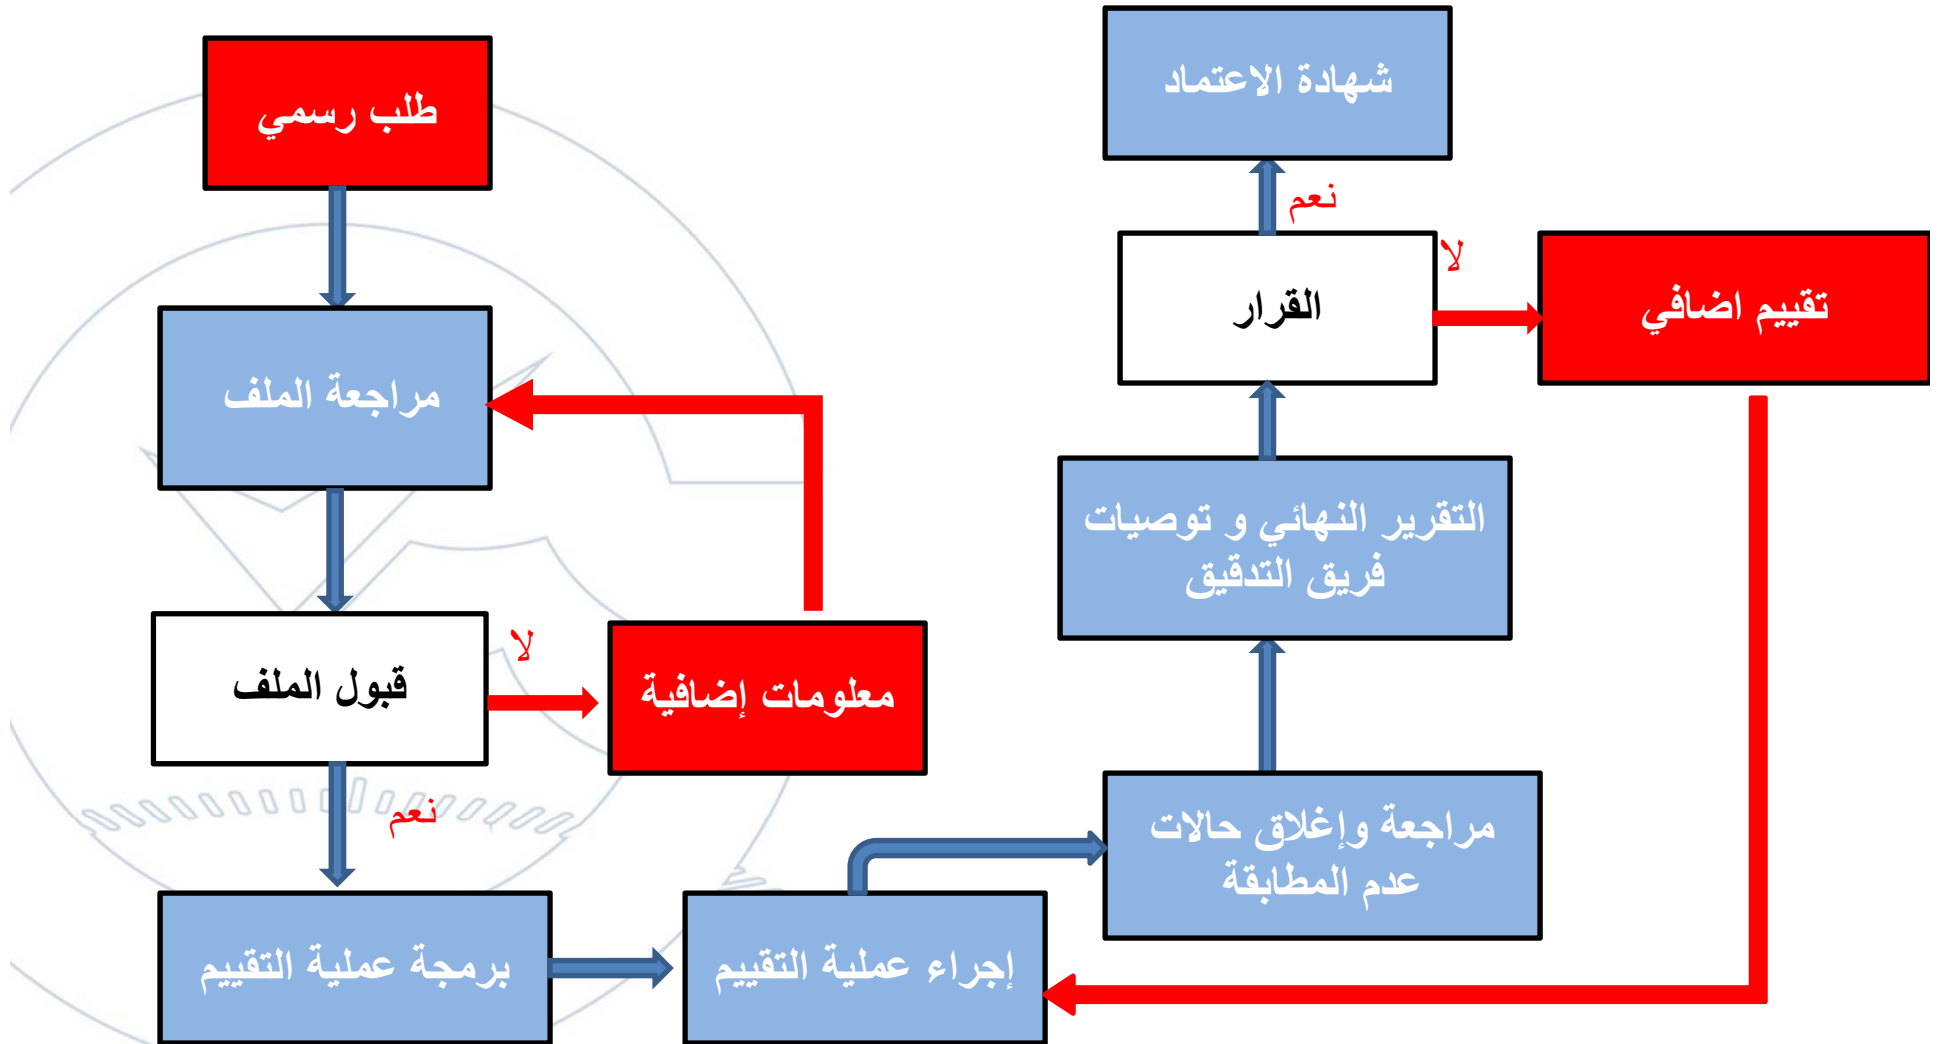 طلب رسمي
مراجعة الملف
قبول الملف
لا
معلومات إضافية
نعم
برمجة عملية التقييم
إجراء عملية التقييم
مراجعة وإغلاق حالات
عدم المطابقة
التقرير النهائي و توصيات
فريق التدقيق
القرار
لا
تقييم اضافي
نعم
شهادة الاعتماد